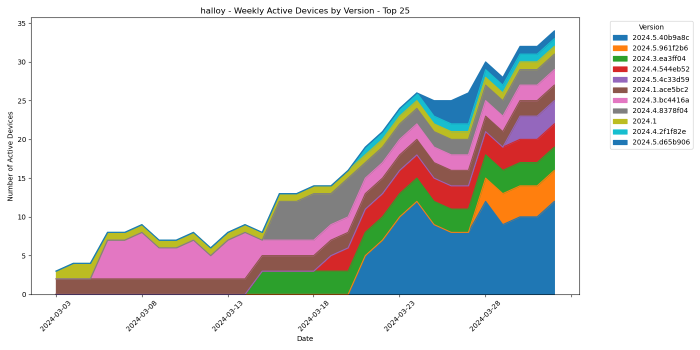 halloy - Weekly Active Devices by Version - Top 25
Number of Active Devices
35
30
25
20
15
10
5
0
2024-03-03
2024-03-08
2024-03-13
2024-03-18
2024-03-23
2024-03-28
Date
Version
2024.5.40b9a8c
2024.5.961f2b6
2024.3.ea3ff04
2024.4.544eb52
2024.5.4c33d59
2024.1.ace5bc2
2024.3.bc4416a
2024.4.8378f04
2024.1
2024.4.2f1f82e
2024.5.d65b906